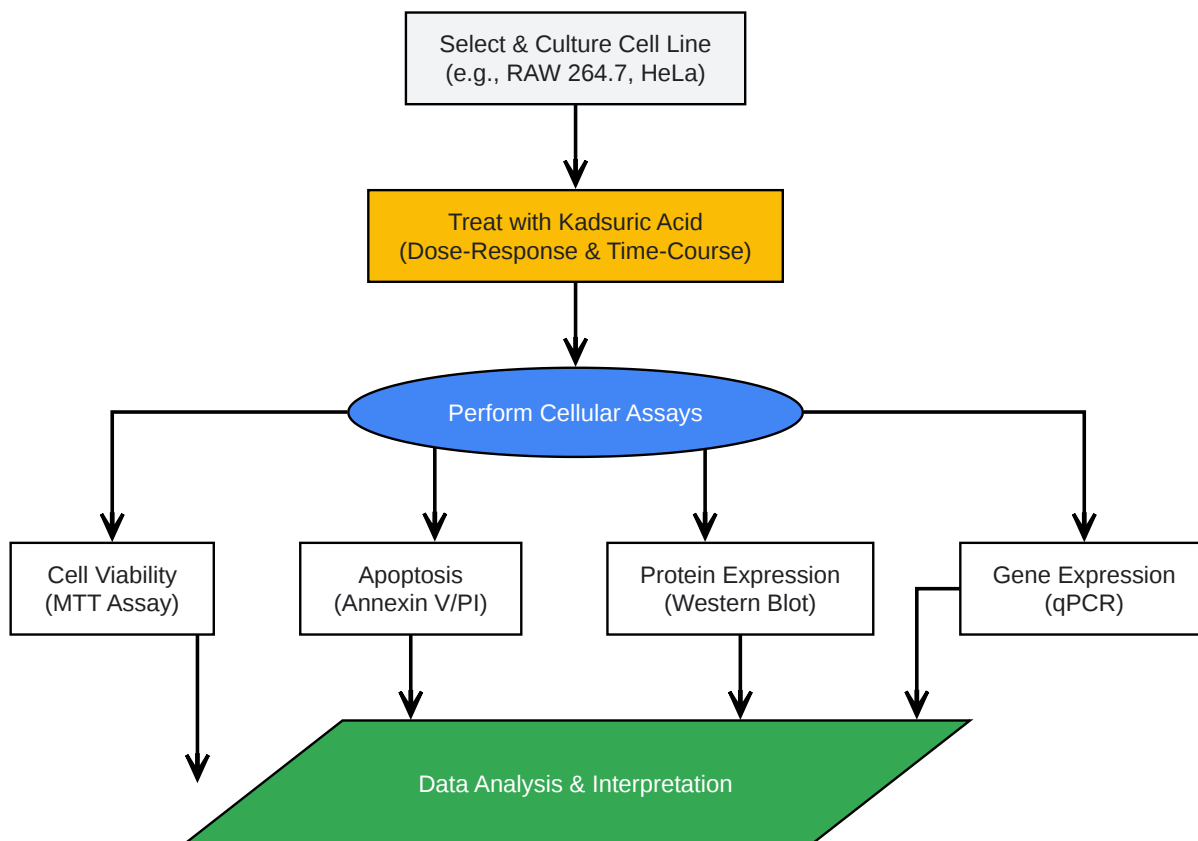 Select & Culture Cell Line
(e.g., RAW 264.7, HeLa)
Treat with Kadsuric Acid
(Dose-Response & Time-Course)
Perform Cellular Assays
Cell Viability
(MTT Assay)
Apoptosis
(Annexin V/PI)
Protein Expression
(Western Blot)
Gene Expression
(qPCR)
Data Analysis & Interpretation